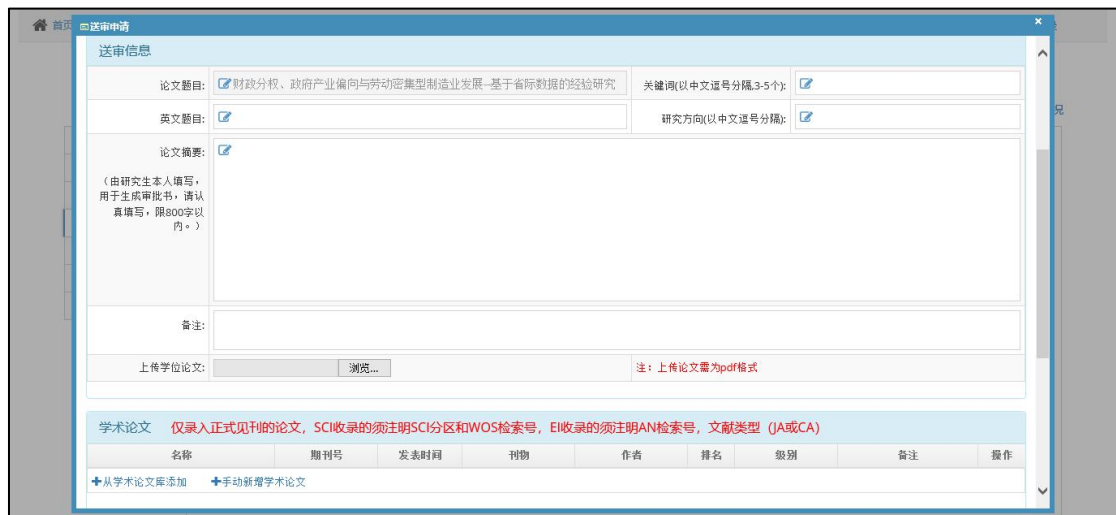 首页
送审申请 ×
送审信息
论文题目: 财政分权、政府产业偏向与劳动密集型制造业发展--基于省际数据的经验研究 关键词(以中文逗号分隔,3-5个):
英文题目: 研究方向(以中文逗号分隔):
论文摘要:
（由研究生本人填写，
用于生成审批书，请认
真填写，限800字以
内。）
备注:
上传学位论文: 浏览... 注：上传论文需为pdf格式
学术论文 仅录入正式见刊的论文，SCI收录的须注明SCI分区和WOS检索号，EI收录的须注明AN检索号，文献类型（JA或CA）
名称 期刊号 发表时间 刊物 作者 排名 级别 备注 操作
+从学术论文库添加 +手动新增学术论文